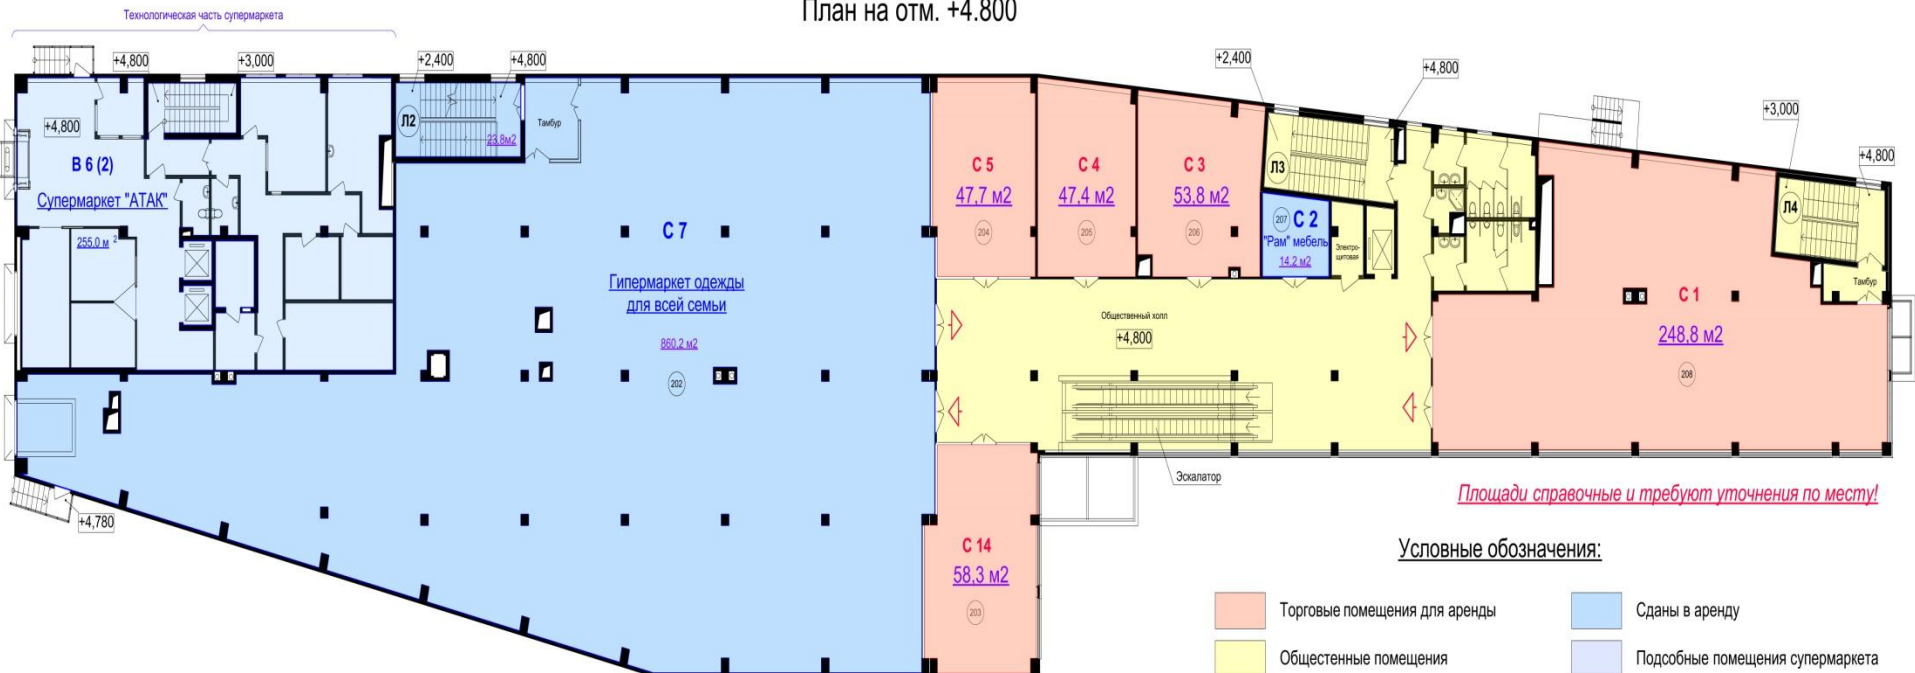 План на отм. +4.800
Технологическая часть супермаркета
+4,800
+3,000
+2,400
+4,800
+2,400
+4,800
+3,000
+4,800
+4,800
В 6 (2)
Супермаркет "АТАК"
255.0 м 2
Л2
23.8м2
Тамбур
С 7
Гипермаркет одежды
для всей семьи
860,2 м2
202
С 5
47,7 м2
204
С 4
47,4 м2
205
С 3
53,8 м2
206
Л3
207
С 2
"Рам" мебель
14,2 м2
Электро-
щитовая
Л4
Тамбур
С 1
248,8 м2
208
Общественный холл
+4,800
Эскалатор
+4,780
С 14
58,3 м2
203
Площади справочные и требуют уточнения по месту!
Условные обозначения:
Торговые помещения для аренды
Сданы в аренду
Общестенные помещения
Подсобные помещения супермаркета